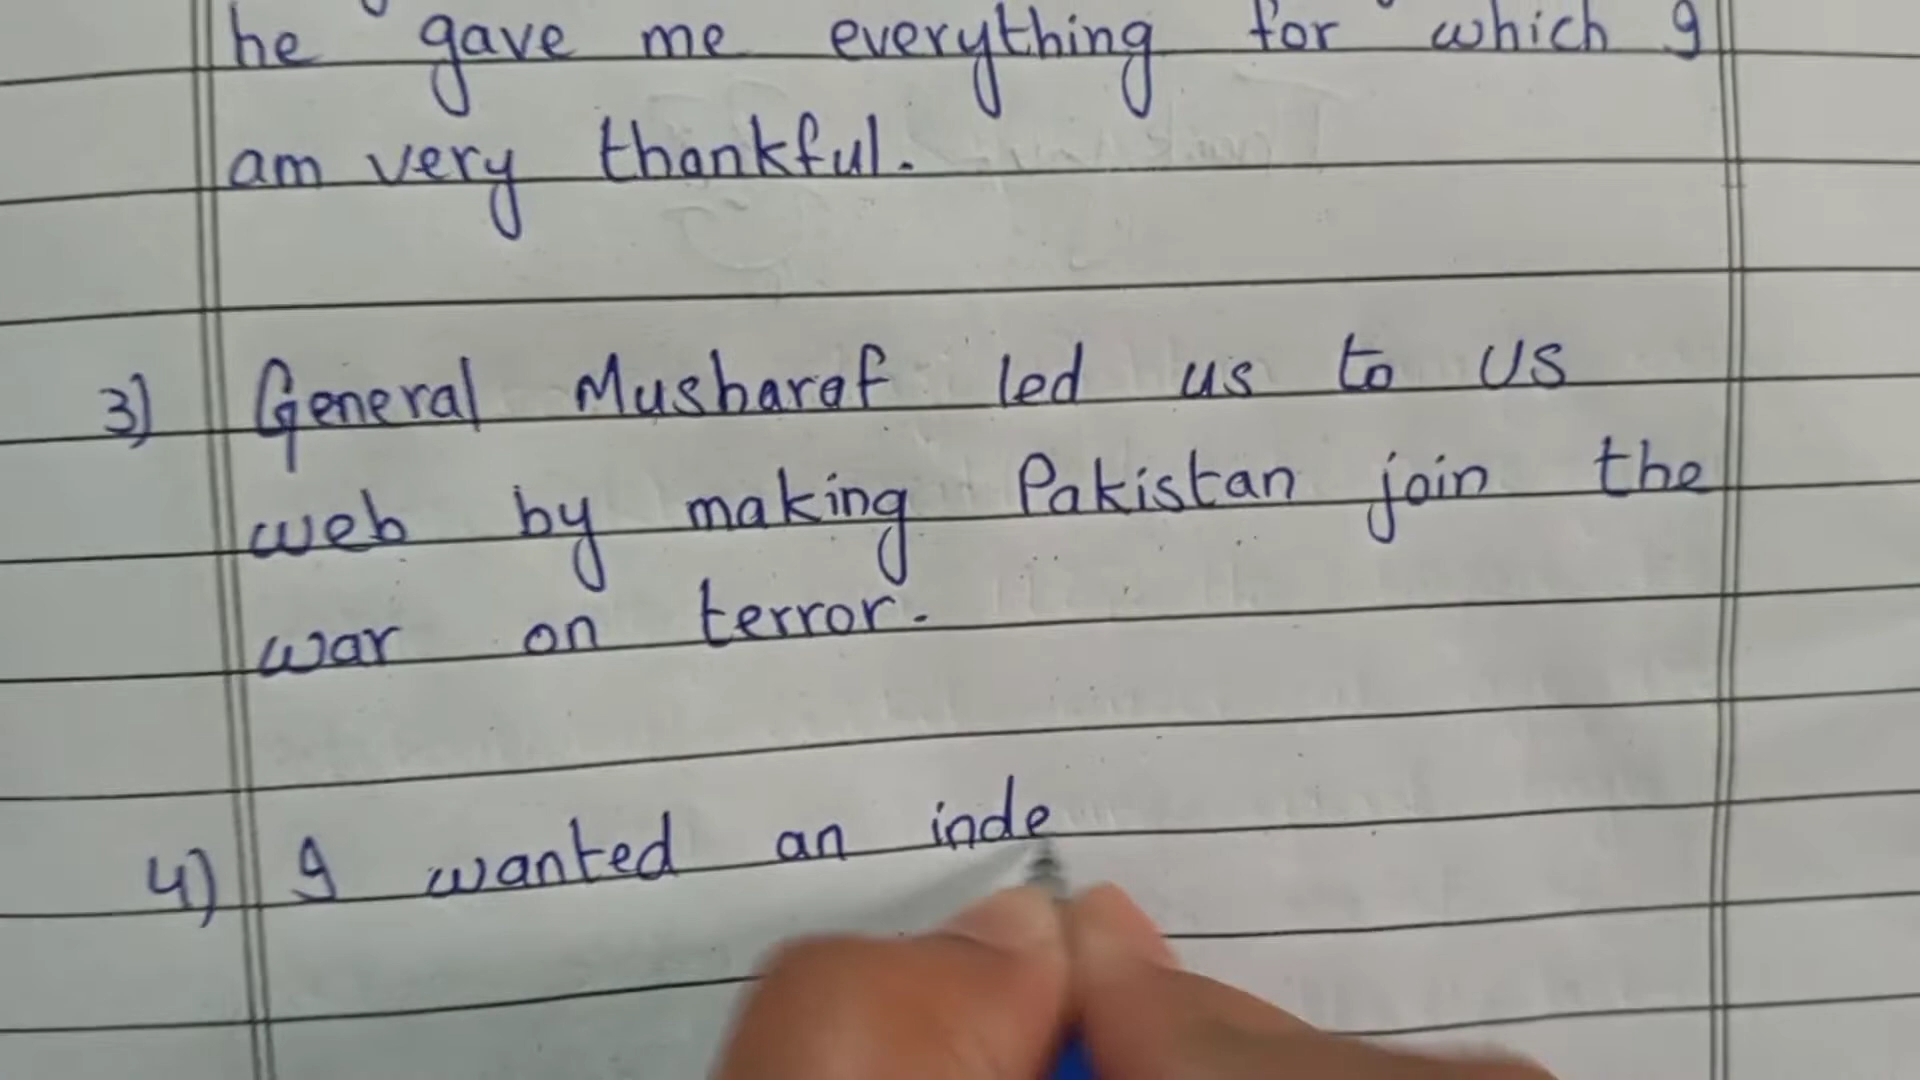 he gave me everything for which I
am very thankful.
3) General Musharaf led us to US
web by making Pakistan join the
war on terror.
4) I wanted an inde